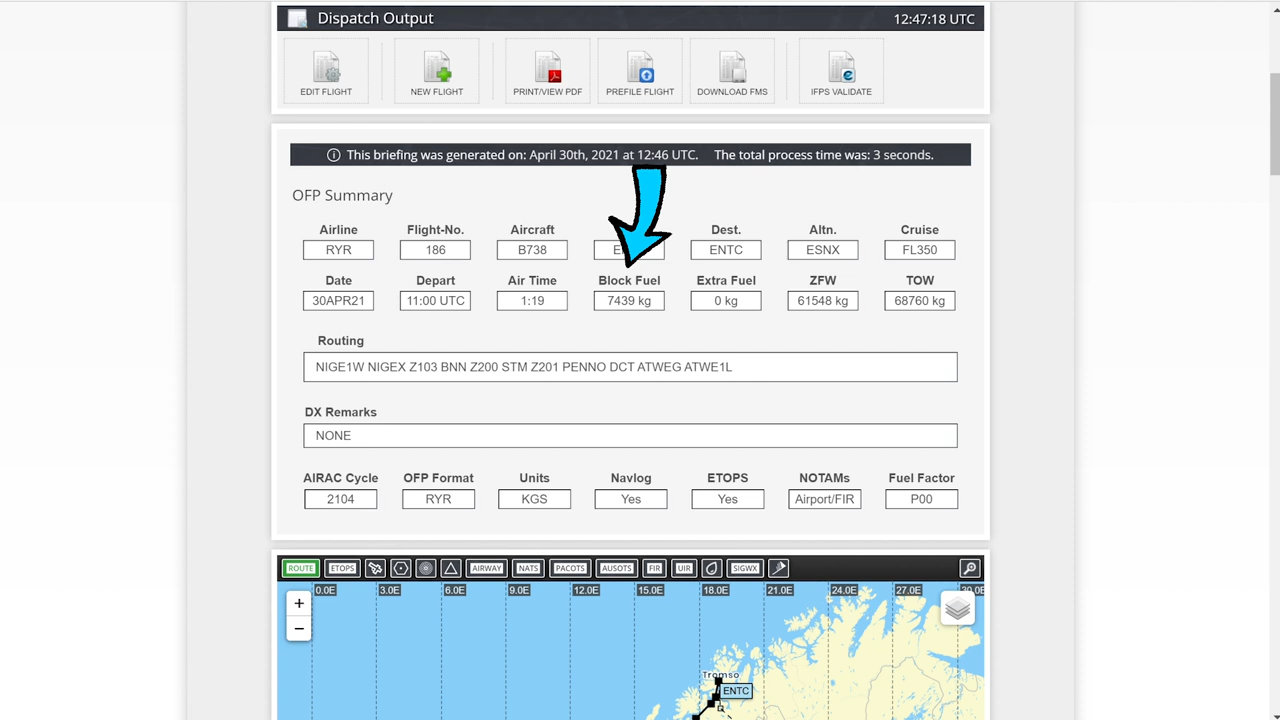 Dispatch Output
12:47:18 UTC
EDIT FLIGHT
NEW FLIGHT
PRINT/VIEW PDF
PREFILE FLIGHT
DOWNLOAD FMS
IFPS VALIDATE
This briefing was generated on: April 30th, 2021 at 12:46 UTC. The total process time was: 3 seconds.
OFP Summary
Airline Flight-No. Aircraft Dest. Altn. Cruise
RYR 186 B738 ENTC ESNX FL350
Date Depart Air Time Block Fuel Extra Fuel ZFW TOW
30APR21 11:00 UTC 1:19 7439 kg 0 kg 61548 kg 68760 kg
Routing
NIGE1W NIGEX Z103 BNN Z200 STM Z201 PENNO DCT ATWEG ATWE1L
DX Remarks
NONE
AIRAC Cycle OFP Format Units Navlog ETOPS NOTAMs Fuel Factor
2104 RYR KGS Yes Yes Airport/FIR P00
ROUTE ETOPS AIRWAY NATS PACOTS AUSOTS FIR UIR SIGWX
0.0E 3.0E 6.0E 9.0E 12.0E 15.0E 18.0E 21.0E 24.0E 27.0E
+
−
Tromso
ENTC